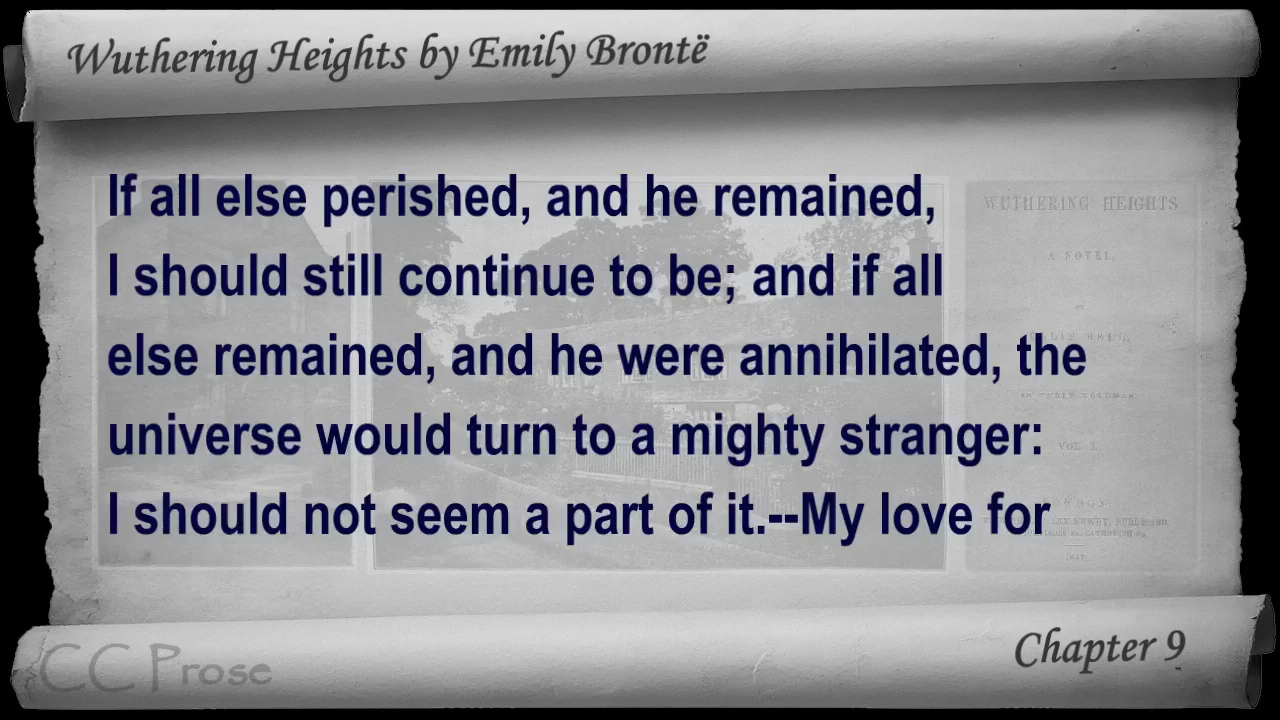 Wuthering Heights by Emily Brontë
If all else perished, and he remained,
I should still continue to be; and if all
else remained, and he were annihilated, the
universe would turn to a mighty stranger:
I should not seem a part of it.--My love for
WUTHERING HEIGHTS
A NOVEL,
VOL. I.
1847.
CC Prose
Chapter 9